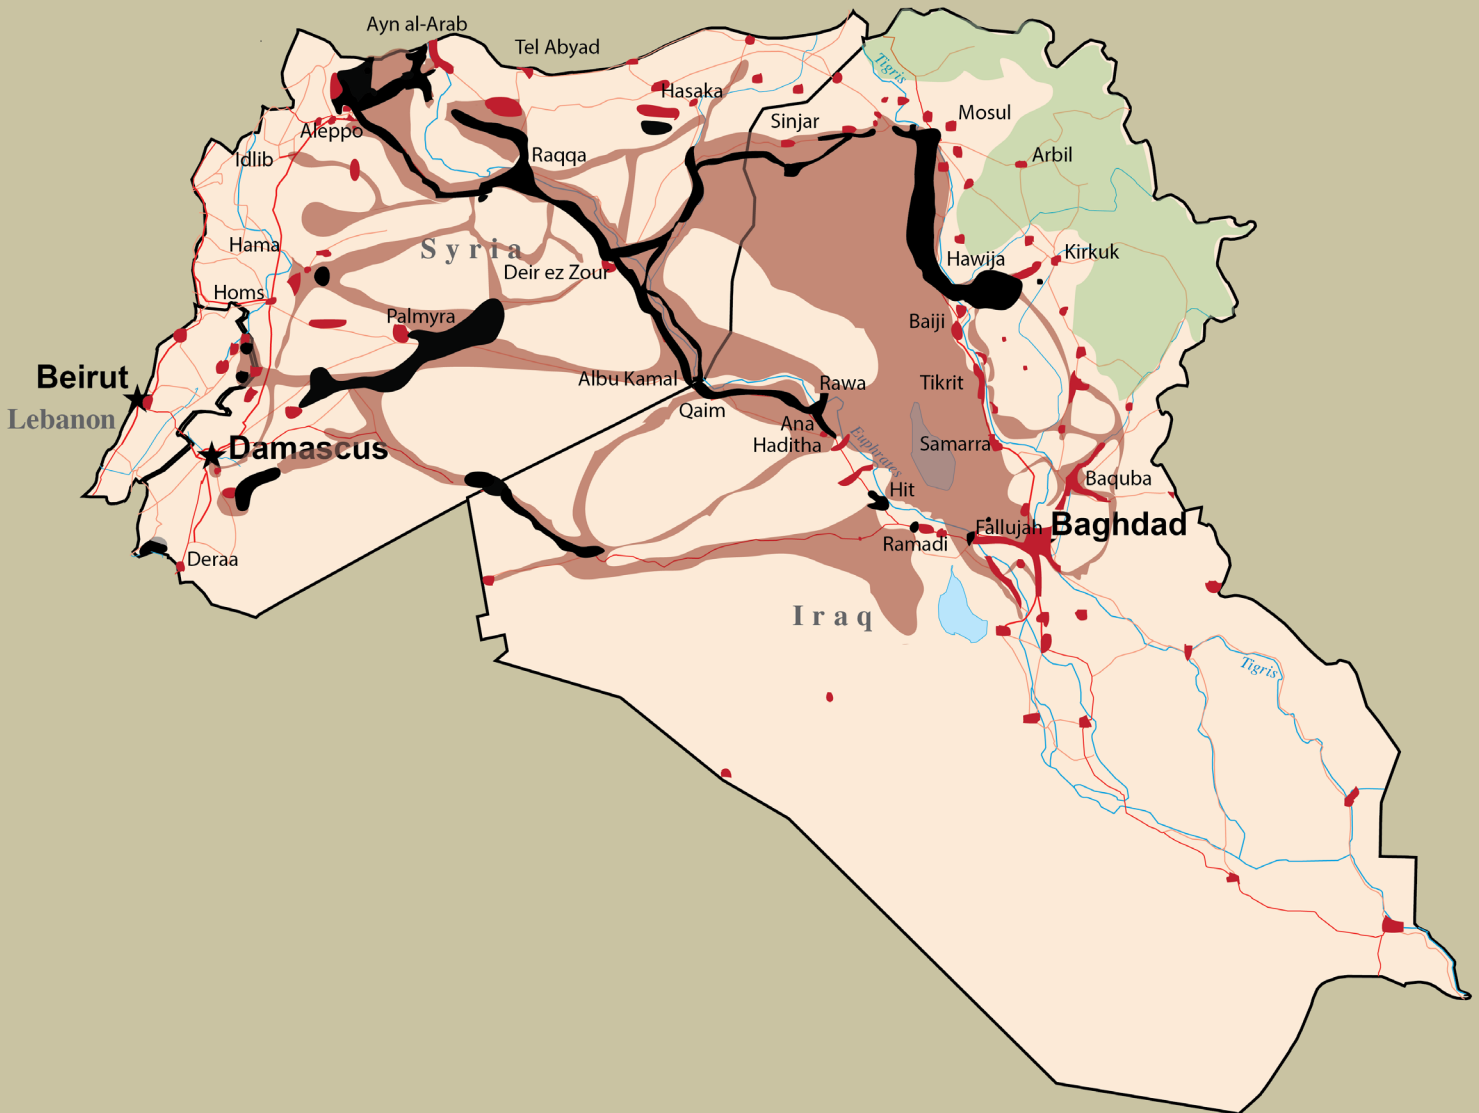 Ayn al-Arab
Tel Abyad
Tigris
Hasaka
Mosul
Sinjar
Aleppo
Idlib
Raqqa
Arbil
Hama
Syria
Deir ez Zour
Hawija
Kirkuk
Homs
Palmyra
Baiji
Beirut
Albu Kamal
Rawa
Tikrit
Lebanon
Qaim
Ana
Haditha
Euphrates
Samarra
Damascus
Baquba
Hit
Fallujah
Baghdad
Ramadi
Deraa
Iraq
Tigris